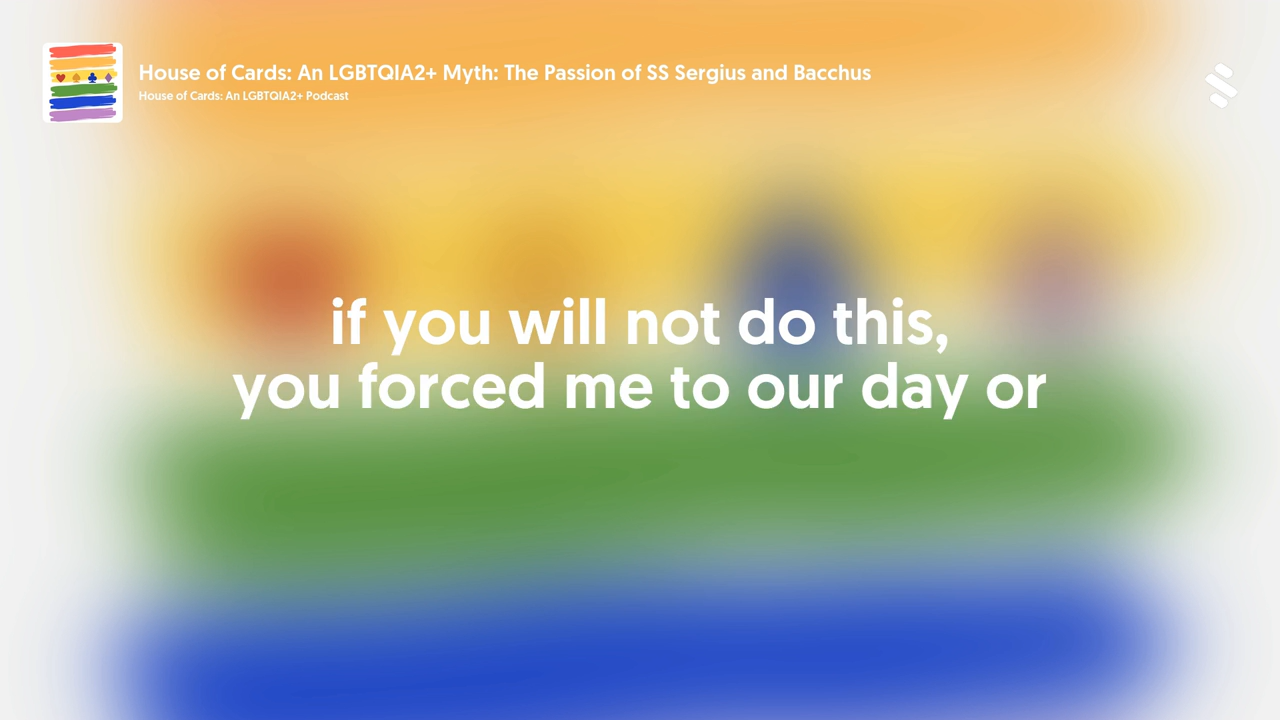 House of Cards: An LGBTQIA2+ Myth: The Passion of SS Sergius and Bacchus
House of Cards: An LGBTQIA2+ Podcast
if you will not do this,
you forced me to our day or